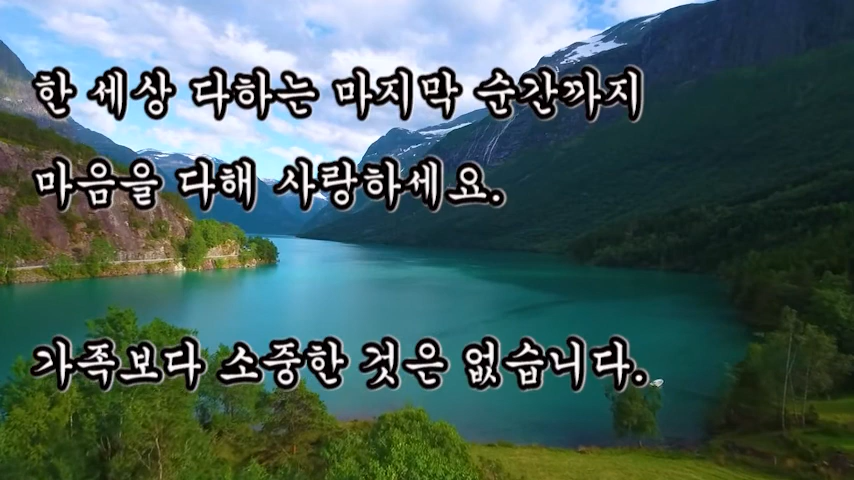 한 세상 다하는 마지막 순간까지
마음을 다해 사랑하세요.
가족보다 소중한 것은 없습니다.